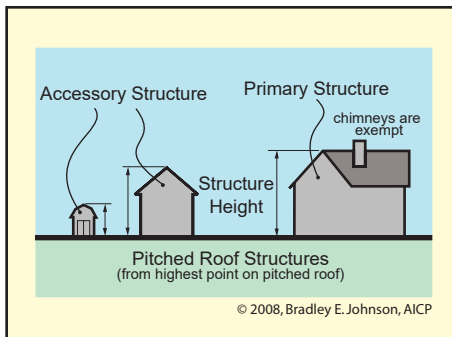 Accessory Structure
Primary Structure
chimneys are
exempt
Structure
Height
Pitched Roof Structures
(from highest point on pitched roof)
© 2008, Bradley E. Johnson, AICP